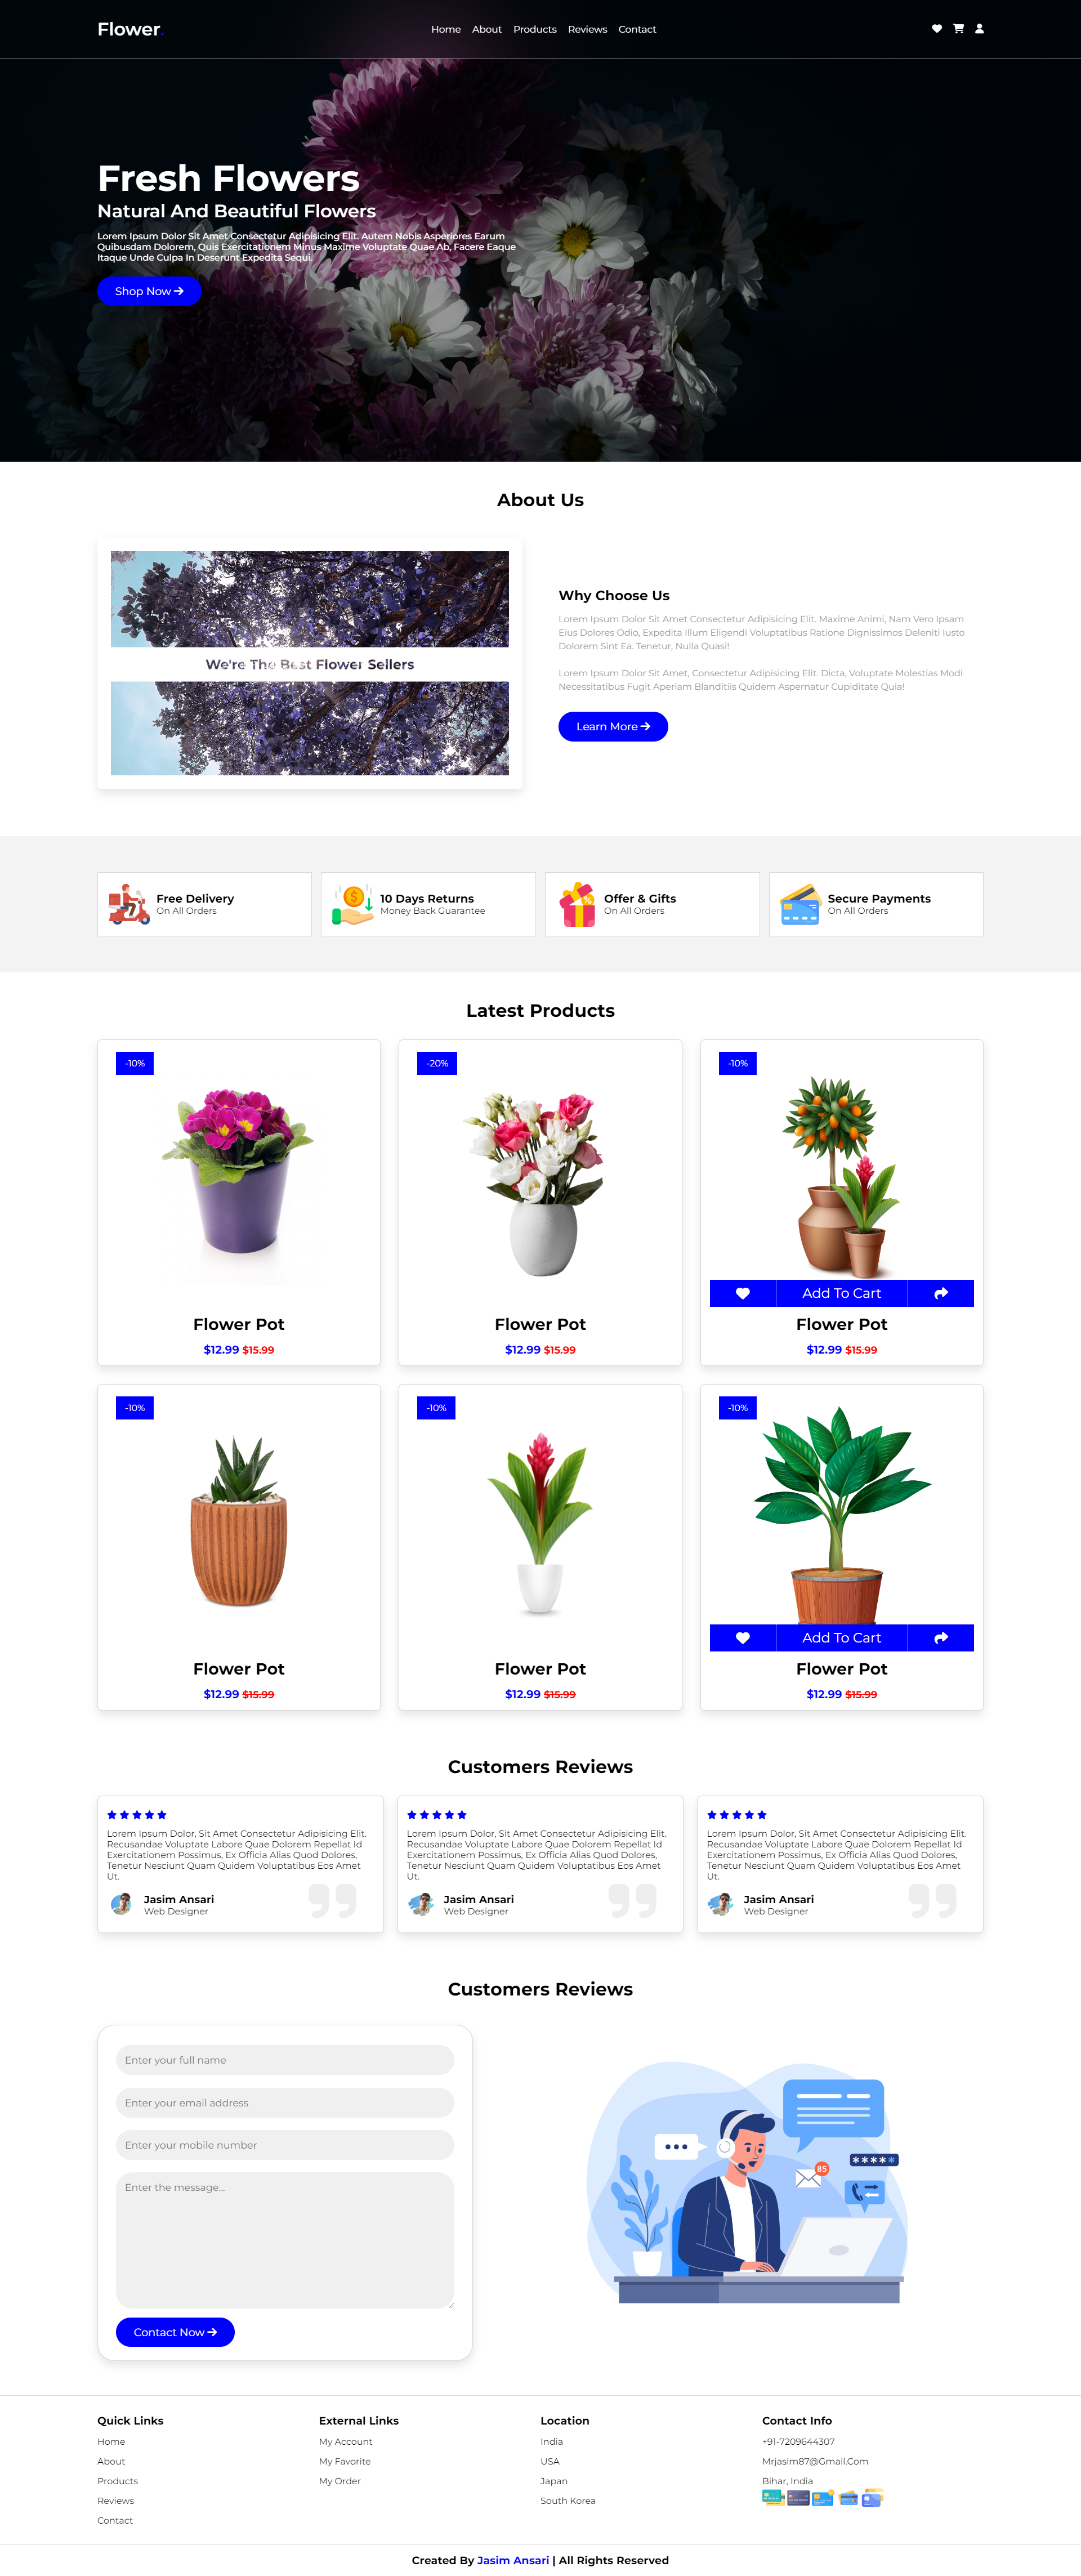 Flower.
Home About Products Reviews Contact
Fresh Flowers
Natural And Beautiful Flowers
Lorem Ipsum Dolor Sit Amet Consectetur Adipisicing Elit. Autem Nobis Asperiores Earum
Quibusdam Dolorem, Quis Exercitationem Minus Maxime Voluptate Quae Ab, Facere Eaque
Itaque Unde Culpa In Deserunt Expedita Sequi.
Shop Now
About Us
We're The Best Flower Sellers
Why Choose Us
Lorem Ipsum Dolor Sit Amet Consectetur Adipisicing Elit. Maxime Animi, Nam Vero Ipsam
Eius Dolores Odio, Expedita Illum Eligendi Voluptatibus Ratione Dignissimos Deleniti Iusto
Dolorem Sint Ea. Tenetur, Nulla Quasi!
Lorem Ipsum Dolor Sit Amet, Consectetur Adipisicing Elit. Dicta, Voluptate Molestias Modi
Necessitatibus Fugit Aperiam Blanditiis Quidem Aspernatur Cupiditate Quia!
Learn More
Free Delivery
On All Orders
10 Days Returns
Money Back Guarantee
Offer & Gifts
On All Orders
Secure Payments
On All Orders
Latest Products
-10%
Flower Pot
$12.99 $15.99
-20%
Flower Pot
$12.99 $15.99
-10%
Add To Cart
Flower Pot
$12.99 $15.99
-10%
Flower Pot
$12.99 $15.99
-10%
Flower Pot
$12.99 $15.99
-10%
Add To Cart
Flower Pot
$12.99 $15.99
Customers Reviews
Lorem Ipsum Dolor, Sit Amet Consectetur Adipisicing Elit.
Recusandae Voluptate Labore Quae Dolorem Repellat Id
Exercitationem Possimus, Ex Officia Alias Quod Dolores,
Tenetur Nesciunt Quam Quidem Voluptatibus Eos Amet
Ut.
Jasim Ansari
Web Designer
Lorem Ipsum Dolor, Sit Amet Consectetur Adipisicing Elit.
Recusandae Voluptate Labore Quae Dolorem Repellat Id
Exercitationem Possimus, Ex Officia Alias Quod Dolores,
Tenetur Nesciunt Quam Quidem Voluptatibus Eos Amet
Ut.
Jasim Ansari
Web Designer
Lorem Ipsum Dolor, Sit Amet Consectetur Adipisicing Elit.
Recusandae Voluptate Labore Quae Dolorem Repellat Id
Exercitationem Possimus, Ex Officia Alias Quod Dolores,
Tenetur Nesciunt Quam Quidem Voluptatibus Eos Amet
Ut.
Jasim Ansari
Web Designer
Customers Reviews
Enter your full name
Enter your email address
Enter your mobile number
Enter the message...
Contact Now
85
*****
Quick Links
Home
About
Products
Reviews
Contact
External Links
My Account
My Favorite
My Order
Location
India
USA
Japan
South Korea
Contact Info
+91-7209644307
Mrjasim87@Gmail.Com
Bihar, India
Created By Jasim Ansari | All Rights Reserved